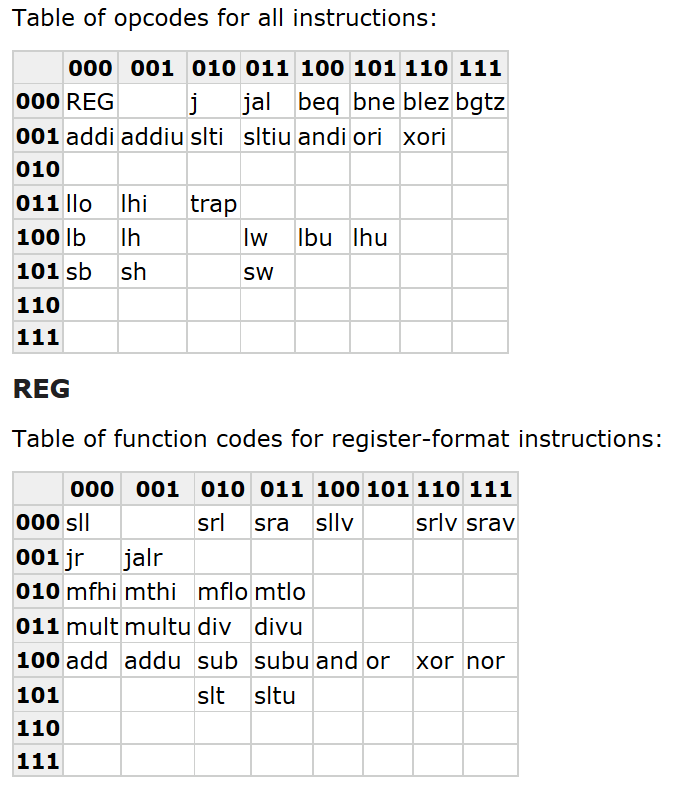 Table of opcodes for all instructions:
000 001 010 011 100 101 110 111
000 REG j jal beq bne blez bgtz
001 addi addiu slti sltiu andi ori xori
010
011 llo lhi trap
100 lb lh lw lbu lhu
101 sb sh sw
110
111
REG
Table of function codes for register-format instructions:
000 001 010 011 100 101 110 111
000 sll srl sra sllv srlv srav
001 jr jalr
010 mfhi mthi mflo mtlo
011 mult multu div divu
100 add addu sub subu and or xor nor
101 slt sltu
110
111